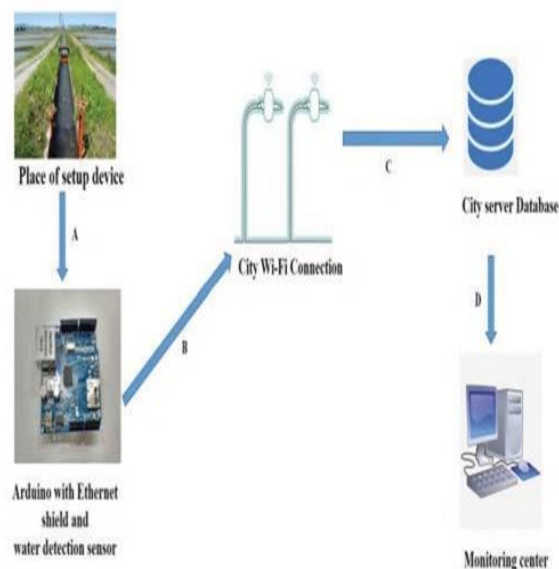 Place of setup device
A
Arduino with Ethernet
shield and
water detection sensor
B
City Wi-Fi Connection
C
City server Database
D
Monitoring center